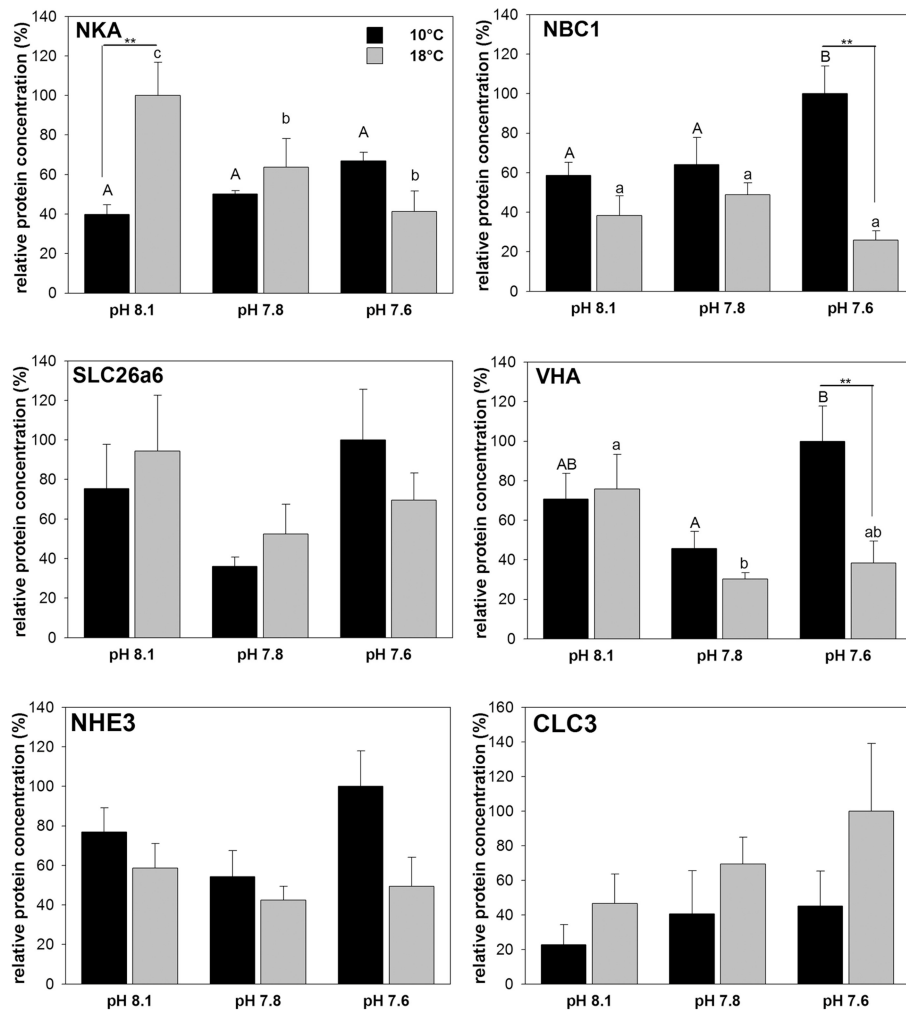 NKA
10°C
18°C
relative protein concentration (%)
140
120
100
80
60
40
20
0
**
A
c
A
b
A
b
pH 8.1
pH 7.8
pH 7.6
NBC1
relative protein concentration (%)
140
120
100
80
60
40
20
0
A
a
A
a
B
**
a
pH 8.1
pH 7.8
pH 7.6
SLC26a6
relative protein concentration (%)
140
120
100
80
60
40
20
0
pH 8.1
pH 7.8
pH 7.6
VHA
relative protein concentration (%)
140
120
100
80
60
40
20
0
AB
a
A
b
B
**
ab
pH 8.1
pH 7.8
pH 7.6
NHE3
relative protein concentration (%)
140
120
100
80
60
40
20
0
pH 8.1
pH 7.8
pH 7.6
CLC3
relative protein concentration (%)
160
140
120
100
80
60
40
20
0
pH 8.1
pH 7.8
pH 7.6